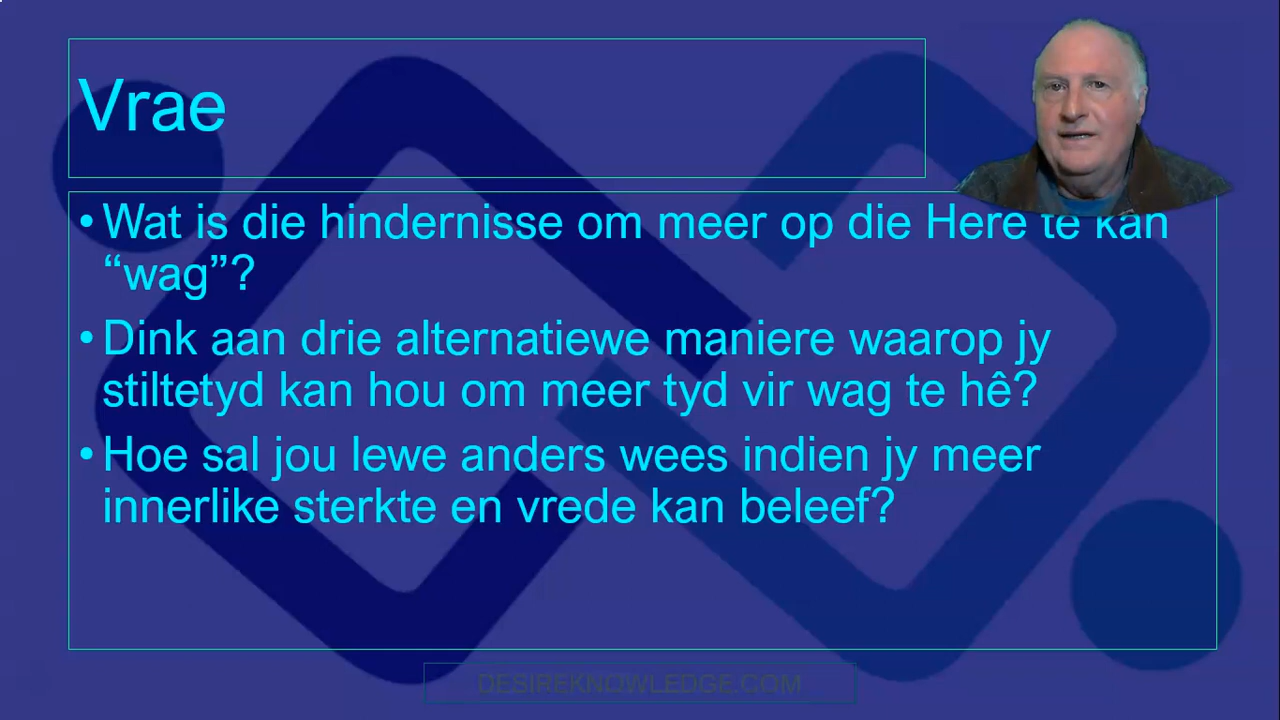 Vrae
• Wat is die hindernisse om meer op die Here te kan
“wag”?
• Dink aan drie alternatiewe maniere waarop jy
stiltetyd kan hou om meer tyd vir wag te hê?
• Hoe sal jou lewe anders wees indien jy meer
innerlike sterkte en vrede kan beleef?
DESIREKNOWLEDGE.COM